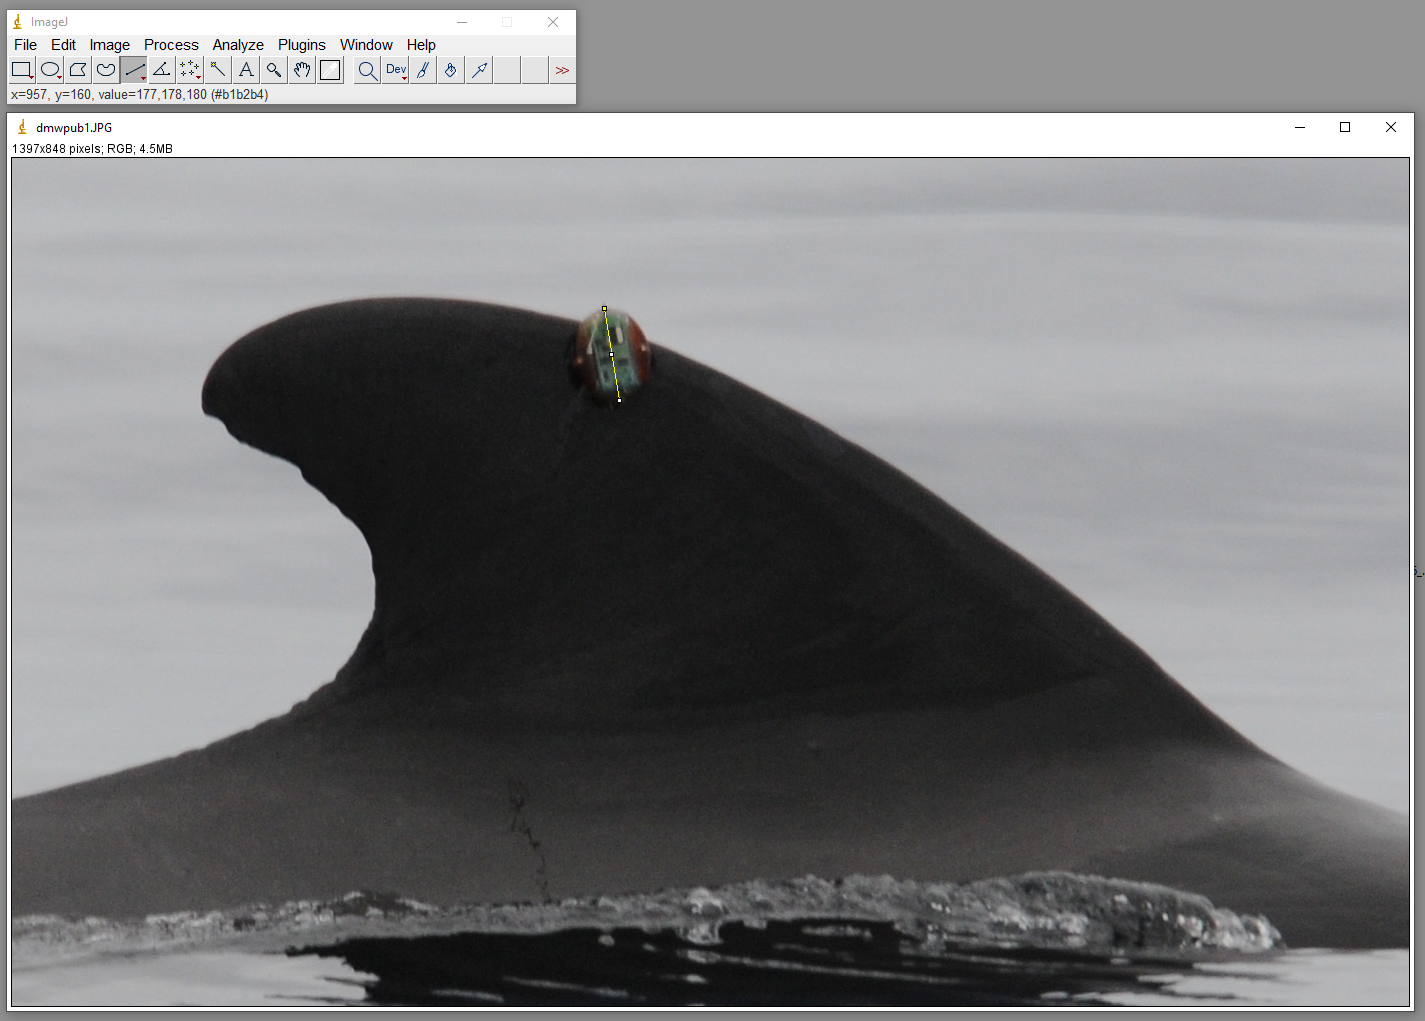 ImageJ
File Edit Image Process Analyze Plugins Window Help
A Dev >>
x=957, y=160, value=177,178,180 (#b1b2b4)
dmwpub1.JPG
1397x848 pixels; RGB; 4.5MB